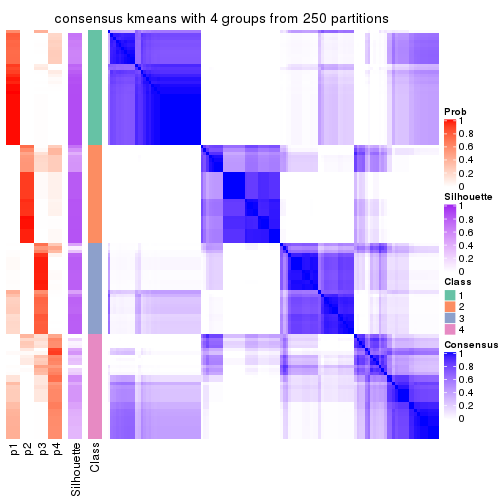 consensus kmeans with 4 groups from 250 partitions
Prob
1
0.8
0.6
0.4
0.2
0
Silhouette
1
0.8
0.6
0.4
0.2
0
Class
1
2
3
4
Consensus
1
0.8
0.6
0.4
0.2
0
p1
p2
p3
p4
Silhouette
Class